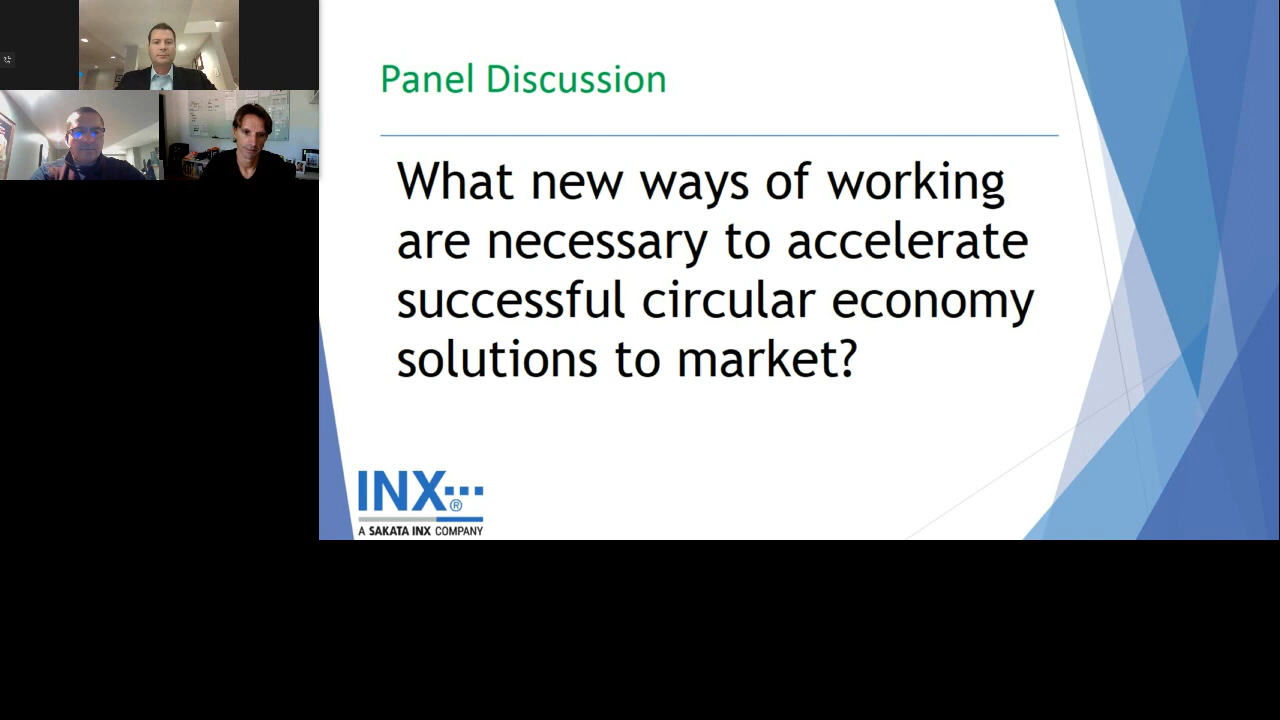 Panel Discussion
What new ways of working
are necessary to accelerate
successful circular economy
solutions to market?
INX®
A SAKATA INX COMPANY